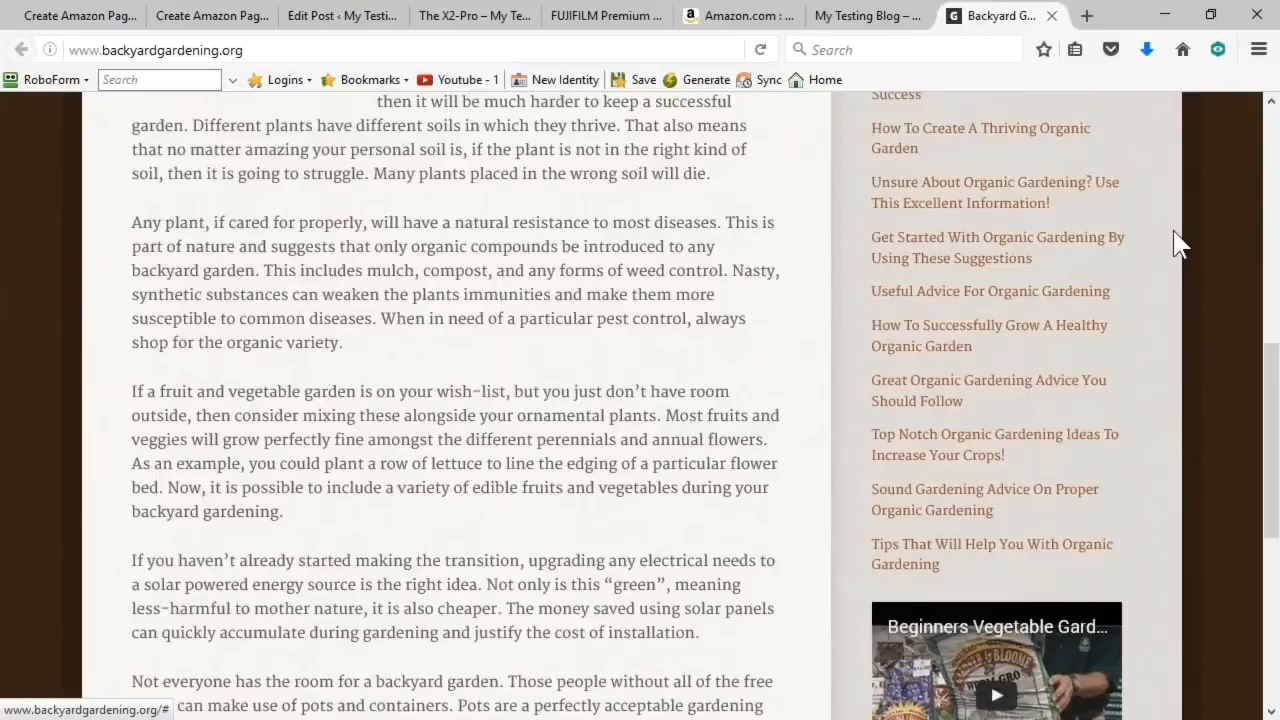 Create Amazon Pag...
Create Amazon Pag...
Edit Post ‹ My Testi...
The X2-Pro – My Te...
FUJIFILM Premium ...
Amazon.com : ...
My Testing Blog – ...
Backyard G...
www.backyardgardening.org
Search
RoboForm
Search
Logins
Bookmarks
Youtube - 1
New Identity
Save
Generate
Sync
Home
then it will be much harder to keep a successful
garden. Different plants have different soils in which they thrive. That also means
that no matter amazing your personal soil is, if the plant is not in the right kind of
soil, then it is going to struggle. Many plants placed in the wrong soil will die.
Any plant, if cared for properly, will have a natural resistance to most diseases. This is
part of nature and suggests that only organic compounds be introduced to any
backyard garden. This includes mulch, compost, and any forms of weed control. Nasty,
synthetic substances can weaken the plants immunities and make them more
susceptible to common diseases. When in need of a particular pest control, always
shop for the organic variety.
If a fruit and vegetable garden is on your wish-list, but you just don't have room
outside, then consider mixing these alongside your ornamental plants. Most fruits and
veggies will grow perfectly fine amongst the different perennials and annual flowers.
As an example, you could plant a row of lettuce to line the edging of a particular flower
bed. Now, it is possible to include a variety of edible fruits and vegetables during your
backyard gardening.
If you haven't already started making the transition, upgrading any electrical needs to
a solar powered energy source is the right idea. Not only is this “green”, meaning
less-harmful to mother nature, it is also cheaper. The money saved using solar panels
can quickly accumulate during gardening and justify the cost of installation.
Not everyone has the room for a backyard garden. Those people without all of the free
can make use of pots and containers. Pots are a perfectly acceptable gardening
Success
How To Create A Thriving Organic
Garden
Unsure About Organic Gardening? Use
This Excellent Information!
Get Started With Organic Gardening By
Using These Suggestions
Useful Advice For Organic Gardening
How To Successfully Grow A Healthy
Organic Garden
Great Organic Gardening Advice You
Should Follow
Top Notch Organic Gardening Ideas To
Increase Your Crops!
Sound Gardening Advice On Proper
Organic Gardening
Tips That Will Help You With Organic
Gardening
Beginners Vegetable Gard...
www.backyardgardening.org/#